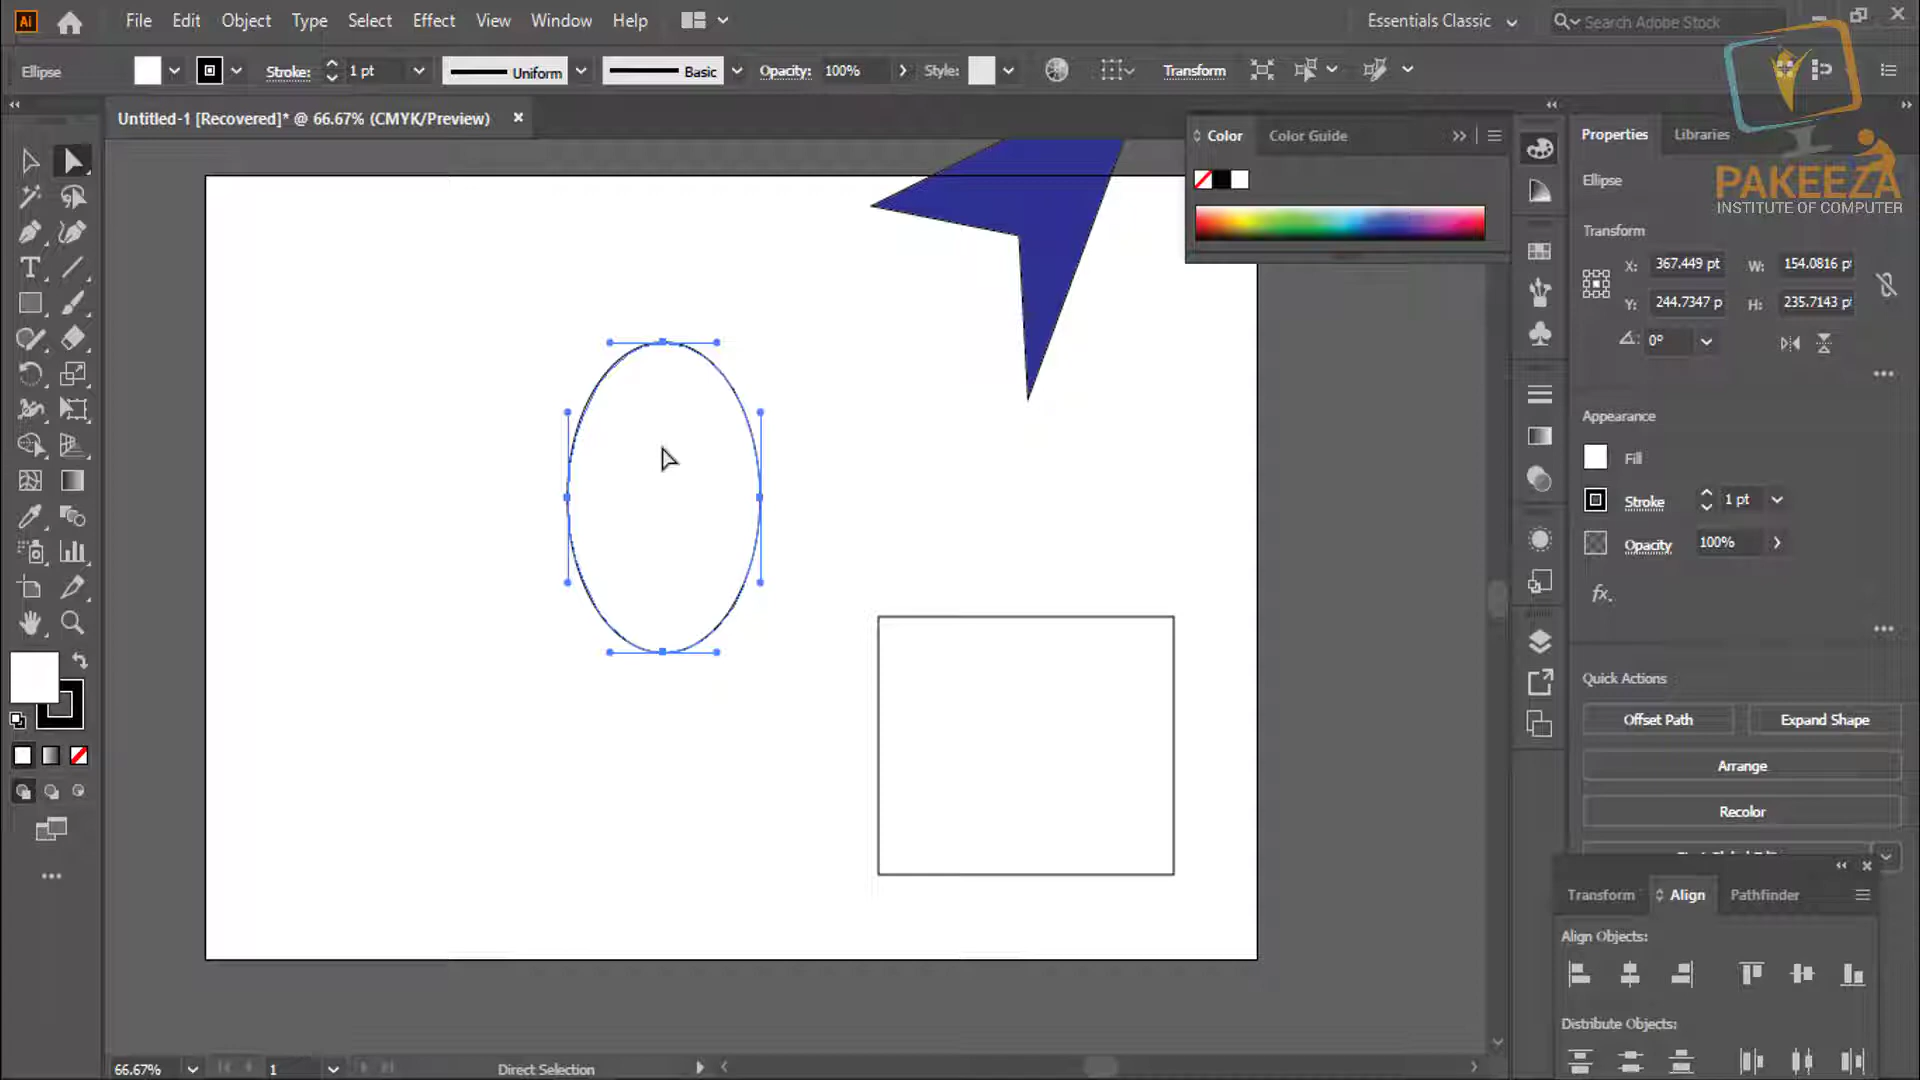 Ai File Edit Object Type Select Effect View Window Help Essentials Classic Search Adobe Stock
Ellipse Stroke: 1 pt Uniform Basic Opacity: 100% Style: Transform
Untitled-1 [Recovered]* @ 66.67% (CMYK/Preview)
Color Color Guide
Properties Libraries
PAKEEZA
INSTITUTE OF COMPUTER
Ellipse
Transform
X: 367.449 pt W: 154.0816 p
Y: 244.7347 p H: 235.7143
0°
Appearance
Fill
Stroke 1 pt
Opacity 100%
fx.
Quick Actions
Offset Path Expand Shape
Arrange
Recolor
Transform Align Pathfinder
Align Objects:
Distribute Objects:
66.67% 1 Direct Selection